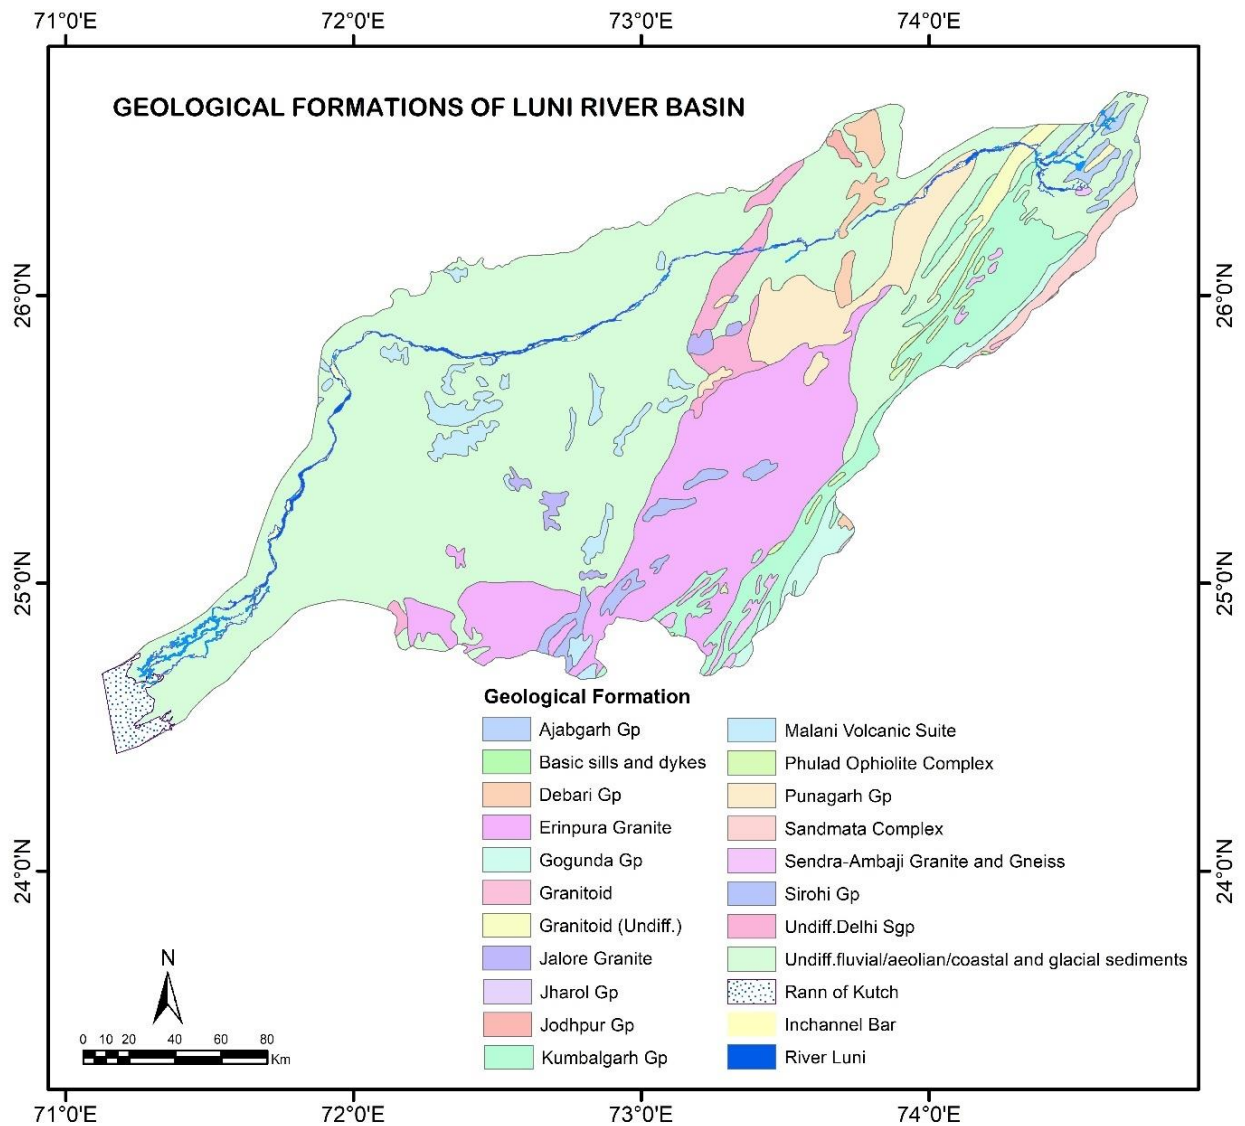 71°0'E 72°0'E 73°0'E 74°0'E
GEOLOGICAL FORMATIONS OF LUNI RIVER BASIN
26°0'N 26°0'N
25°0'N 25°0'N
24°0'N 24°0'N
Geological Formation
Ajabgarh Gp
Basic sills and dykes
Debari Gp
Erinpura Granite
Gogunda Gp
Granitoid
Granitoid (Undiff.)
Jalore Granite
Jharol Gp
Jodhpur Gp
Kumbalgarh Gp
Malani Volcanic Suite
Phulad Ophiolite Complex
Punagarh Gp
Sandmata Complex
Sendra-Ambaji Granite and Gneiss
Sirohi Gp
Undiff.Delhi Sgp
Undiff.fluvial/aeolian/coastal and glacial sediments
Rann of Kutch
Inchannel Bar
River Luni
N
0 10 20 40 60 80
Km
71°0'E 72°0'E 73°0'E 74°0'E